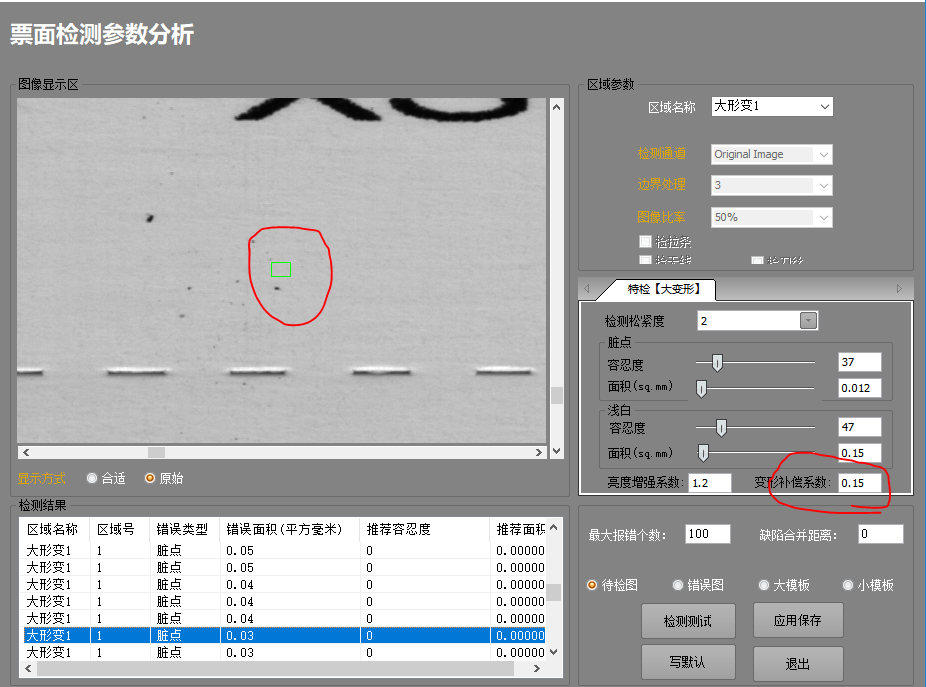 票面检测参数分析
图像显示区
显示方式 合适 原始
检测结果
区域名称 区域号 错误类型 错误面积(平方毫米) 推荐容忍度 推荐面积
大形变1 1 脏点 0.05 0 0.00000
大形变1 1 脏点 0.05 0 0.00000
大形变1 1 脏点 0.04 0 0.00000
大形变1 1 脏点 0.04 0 0.00000
大形变1 1 脏点 0.04 0 0.00000
大形变1 1 脏点 0.03 0 0.00000
大形变1 1 脏点 0.03 0 0.00000
区域参数
区域名称 大形变1
检测通道 Original Image
边界处理 3
图像比率 50%
检拉条
特检【大变形】
检测松紧度 2
脏点
容忍度 37
面积(sq.mm) 0.012
浅白
容忍度 47
面积(sq.mm) 0.15
亮度增强系数: 1.2 变形补偿系数: 0.15
最大报错个数: 100 缺陷合并距离: 0
待检图 错误图 大模板 小模板
检测测试 应用保存
写默认 退出